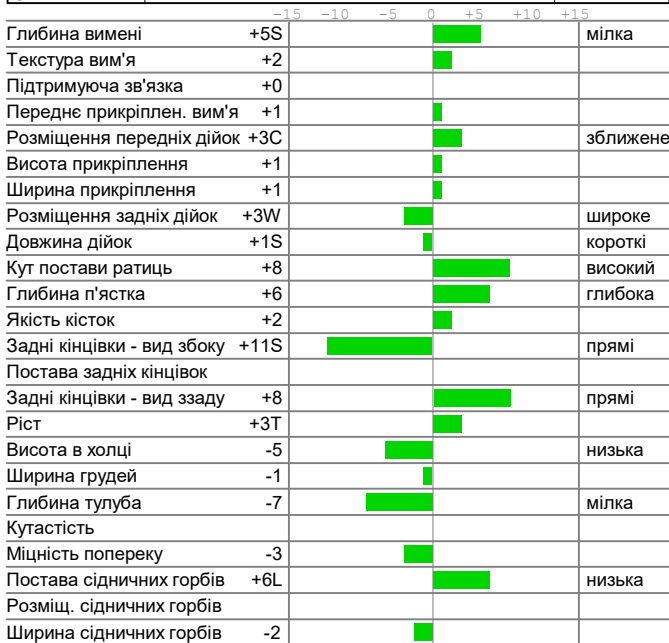 -15 -10 -5 0 +5 +10 +15
Глибина вимені +5S мілка
Текстура вим'я +2
Підтримуюча зв'язка +0
Переднє прикріплен. вим'я +1
Розміщення передніх дійок +3C зближене
Висота прикріплення +1
Ширина прикріплення +1
Розміщення задніх дійок +3W широке
Довжина дійок +1S короткі
Кут постави ратиць +8 високий
Глибина п'ястка +6 глибока
Якість кісток +2
Задні кінцівки - вид збоку +11S прямі
Постава задніх кінцівок
Задні кінцівки - вид ззаду +8 прямі
Ріст +3T
Висота в холці -5 низька
Ширина грудей -1
Глибина тулуба -7 мілка
Кутастість
Міцність попереку -3
Постава сідничних горбів +6L низька
Розміщ. сідничних горбів
Ширина сідничних горбів -2